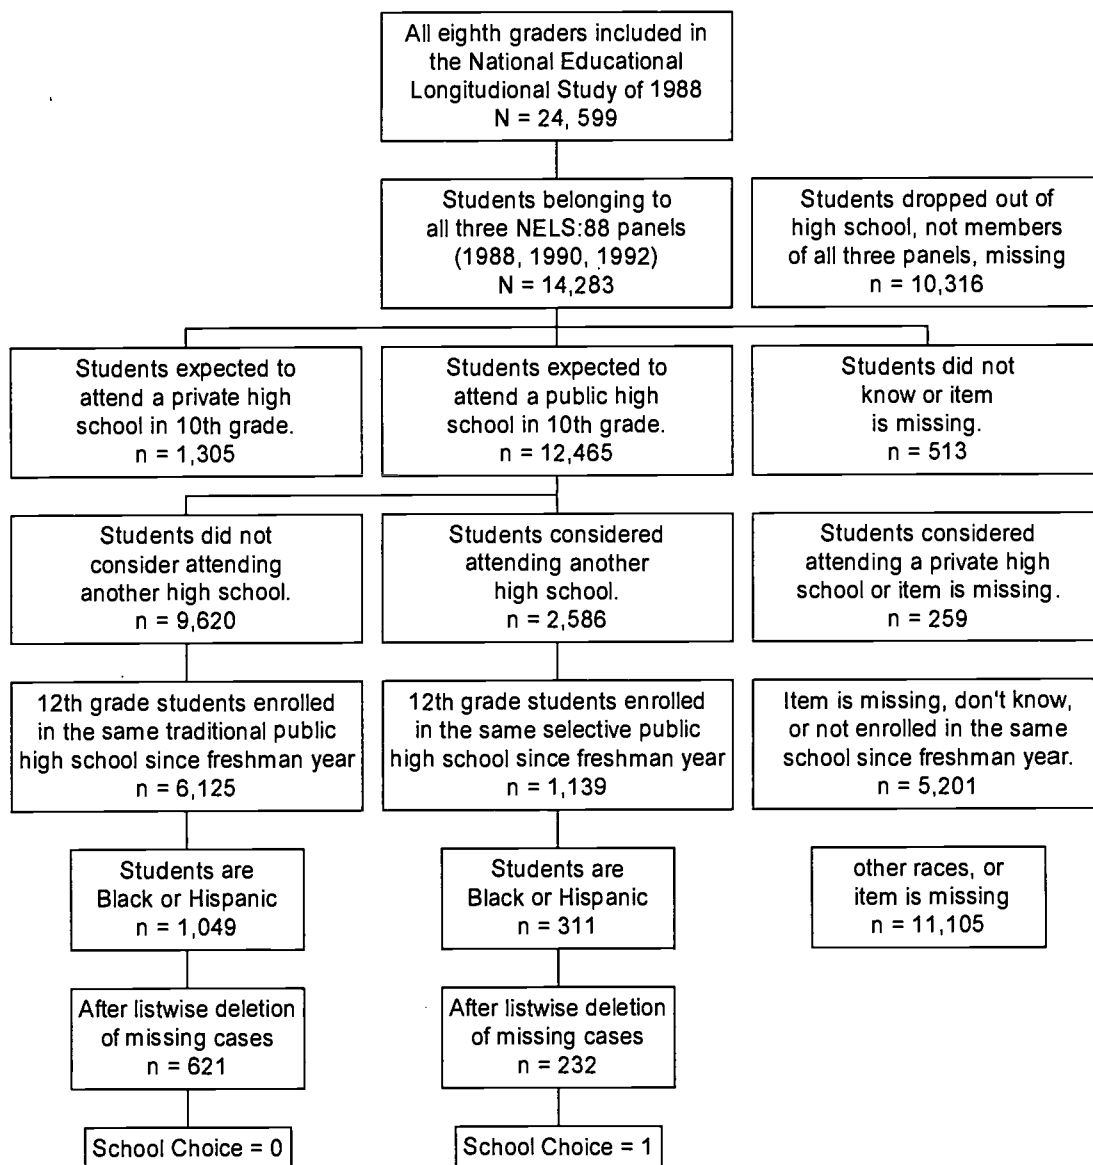 All eighth graders included in
the National Educational
Longitudional Study of 1988
N = 24, 599
Students belonging to
all three NELS:88 panels
(1988, 1990, 1992)
N = 14,283
Students dropped out of
high school, not members
of all three panels, missing
n = 10,316
Students expected to
attend a private high
school in 10th grade.
n = 1,305
Students expected to
attend a public high
school in 10th grade.
n = 12,465
Students did not
know or item
is missing.
n = 513
Students did not
consider attending
another high school.
n = 9,620
Students considered
attending another
high school.
n = 2,586
Students considered
attending a private high
school or item is missing.
n = 259
12th grade students enrolled
in the same traditional public
high school since freshman year
n = 6,125
12th grade students enrolled
in the same selective public
high school since freshman year
n = 1,139
Item is missing, don't know,
or not enrolled in the same
school since freshman year.
n = 5,201
Students are
Black or Hispanic
n = 1,049
Students are
Black or Hispanic
n = 311
other races, or
item is missing
n = 11,105
After listwise deletion
of missing cases
n = 621
After listwise deletion
of missing cases
n = 232
School Choice = 0
School Choice = 1